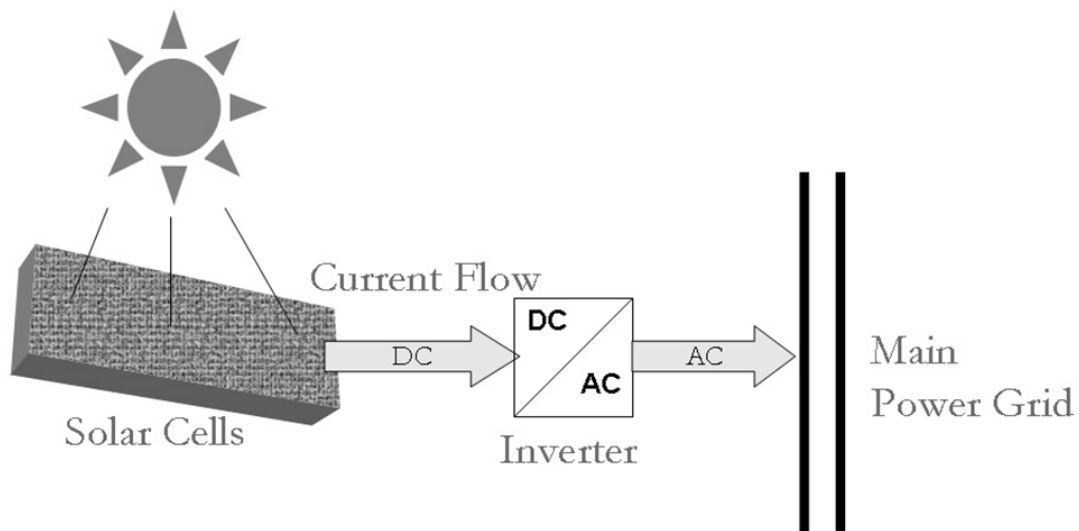 Current Flow
DC
DC
AC
AC
Main
Power Grid
Solar Cells
Inverter